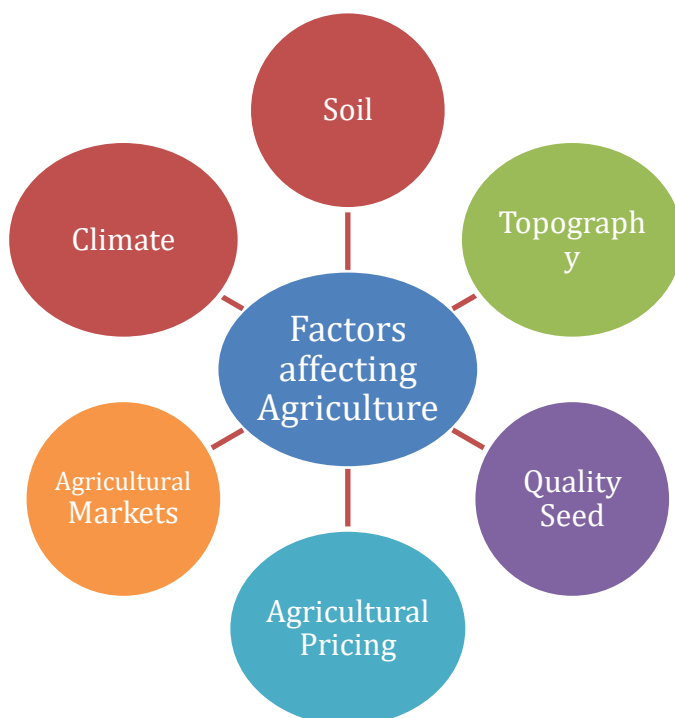 Soil
Climate
Topograph
y
Factors
affecting
Agriculture
Agricultural
Markets
Quality
Seed
Agricultural
Pricing